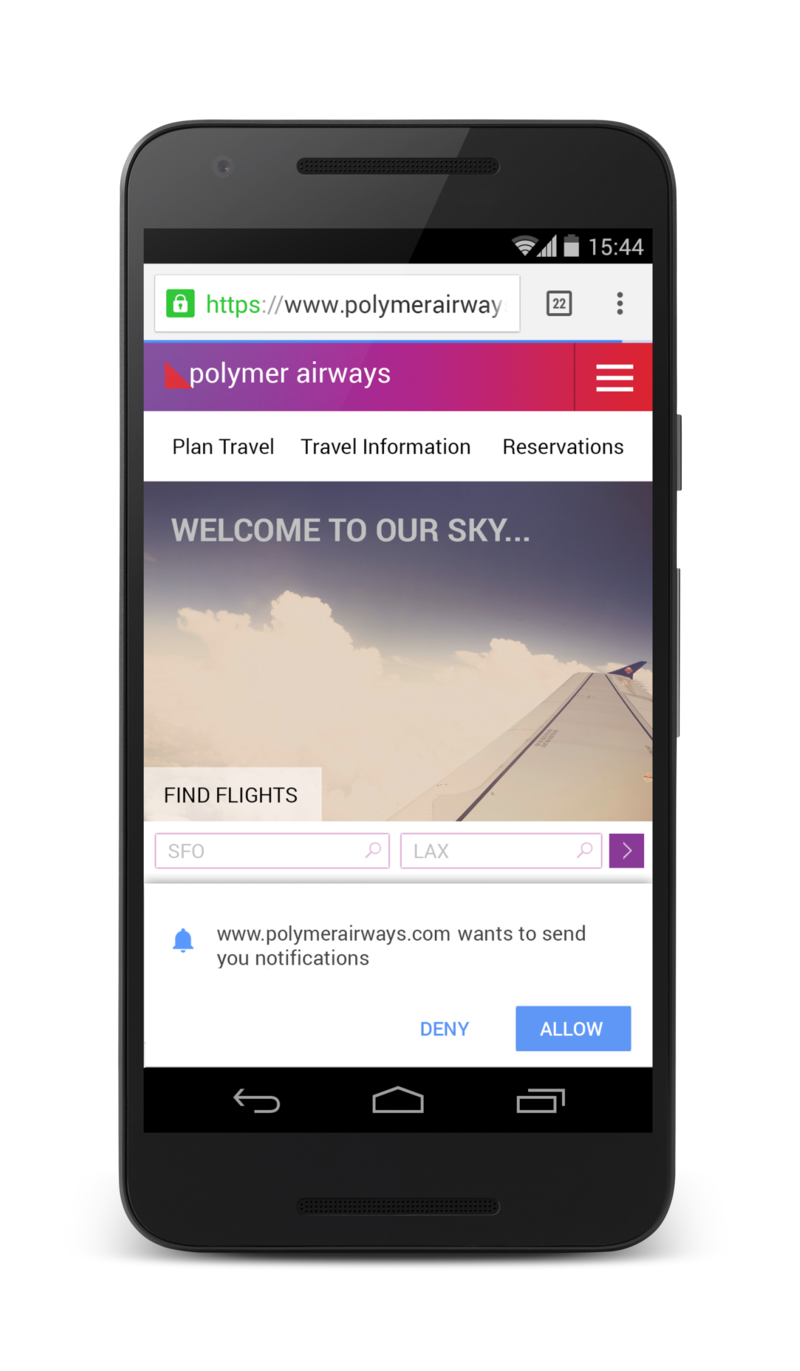 15:44
https://www.polymerairways
22
polymer airways
Plan Travel Travel Information Reservations
WELCOME TO OUR SKY...
FIND FLIGHTS
SFO LAX
www.polymerairways.com wants to send
you notifications
DENY ALLOW